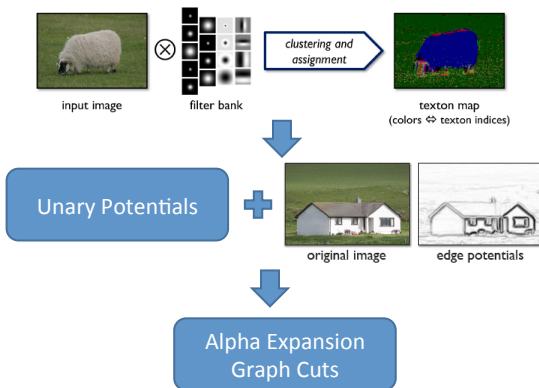 clustering and
assignment
input image
filter bank
texton map
(colors ⇔ texton indices)
Unary Potentials
original image
edge potentials
Alpha Expansion
Graph Cuts